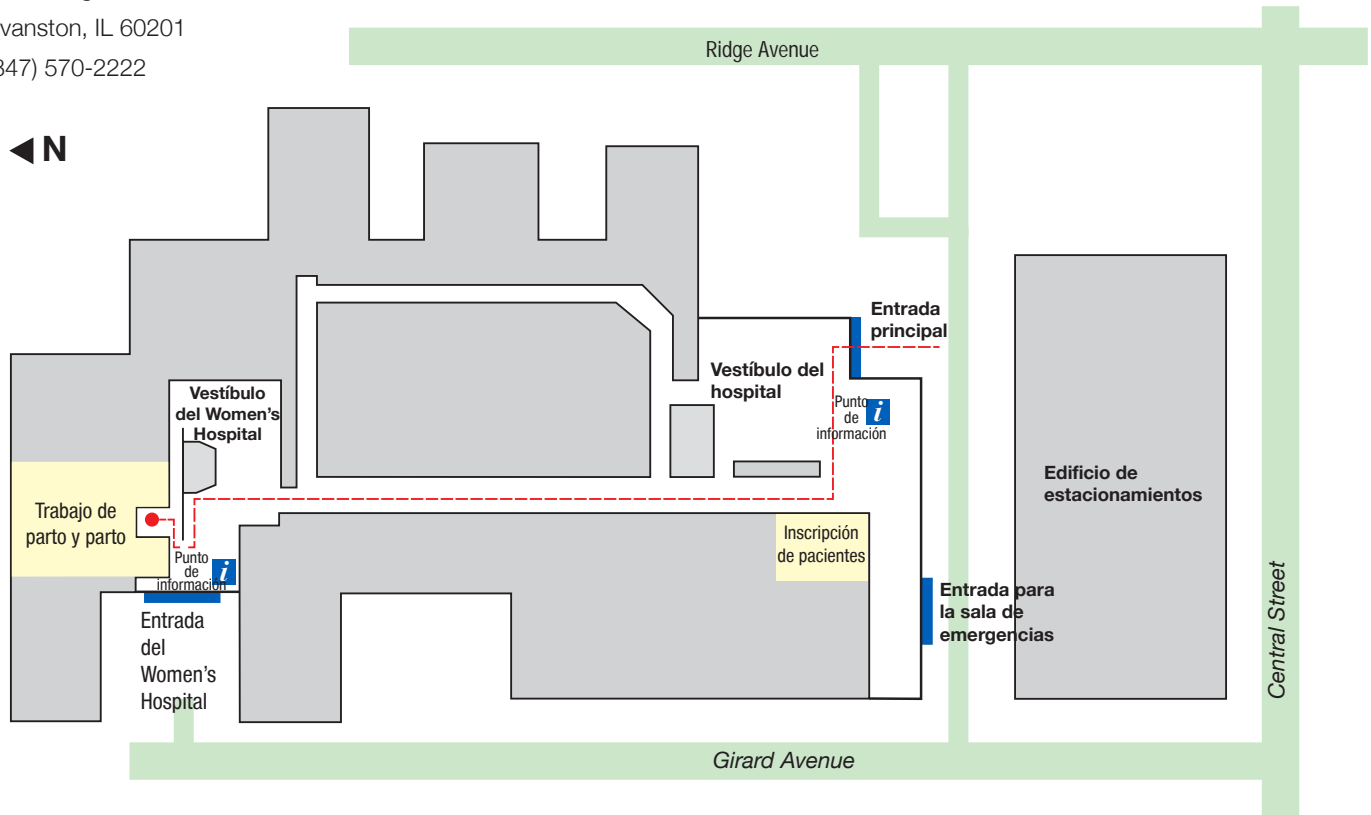 vanston, IL 60201
847) 570-2222
Ridge Avenue
N
Entrada
principal
Vestíbulo del
hospital
Vestíbulo
del Women's
Hospital
Punto
de
información
i
Edificio de
estacionamientos
Trabajo de
parto y parto
Inscripción
de pacientes
Punto
de
información
i
Entrada para
la sala de
emergencias
Entrada
del
Women's
Hospital
Central Street
Girard Avenue